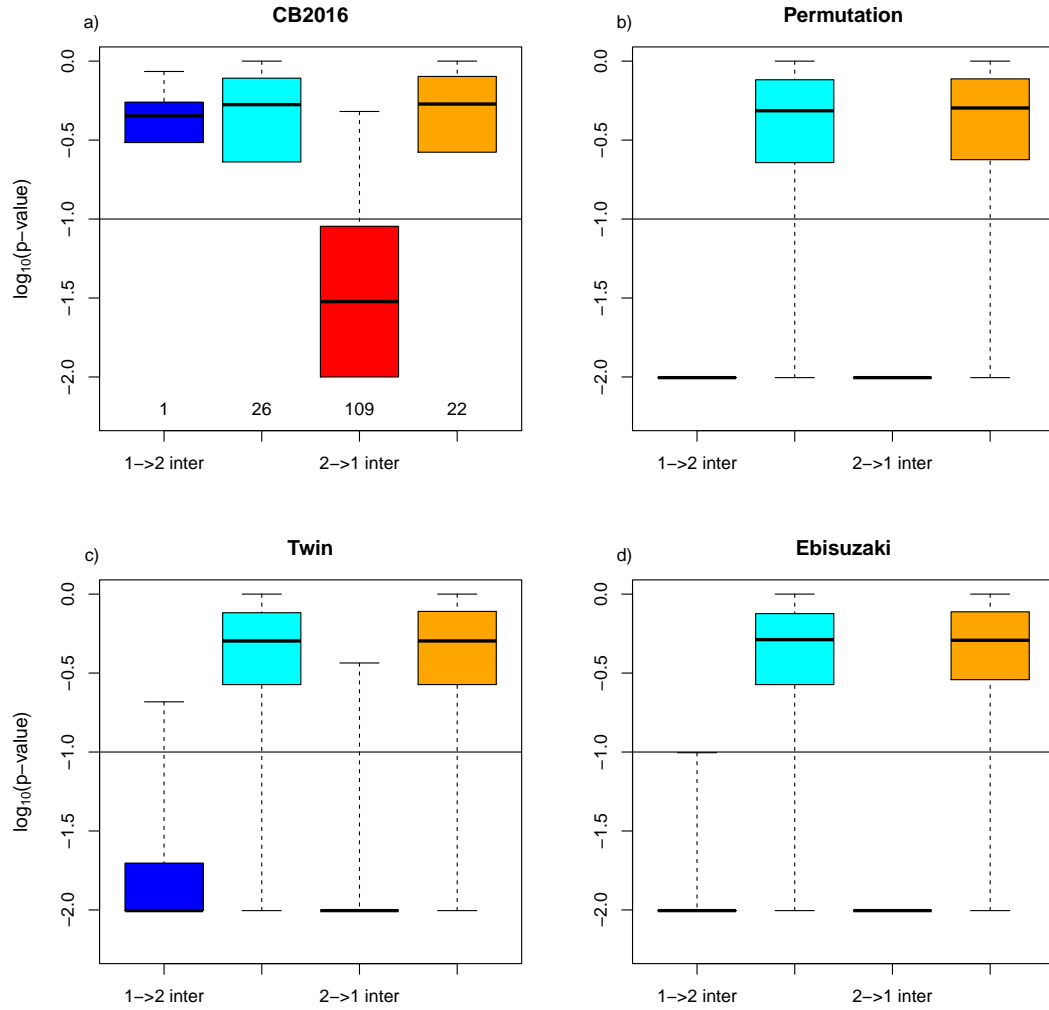 a) CB2016
b) Permutation
log10(p−value)
0.0
−0.5
−1.0
−1.5
−2.0
1 26 109 22
1−>2 inter 2−>1 inter
0.0
−0.5
−1.0
−1.5
−2.0
1−>2 inter 2−>1 inter
c) Twin
d) Ebisuzaki
log10(p−value)
0.0
−0.5
−1.0
−1.5
−2.0
1−>2 inter 2−>1 inter
0.0
−0.5
−1.0
−1.5
−2.0
1−>2 inter 2−>1 inter